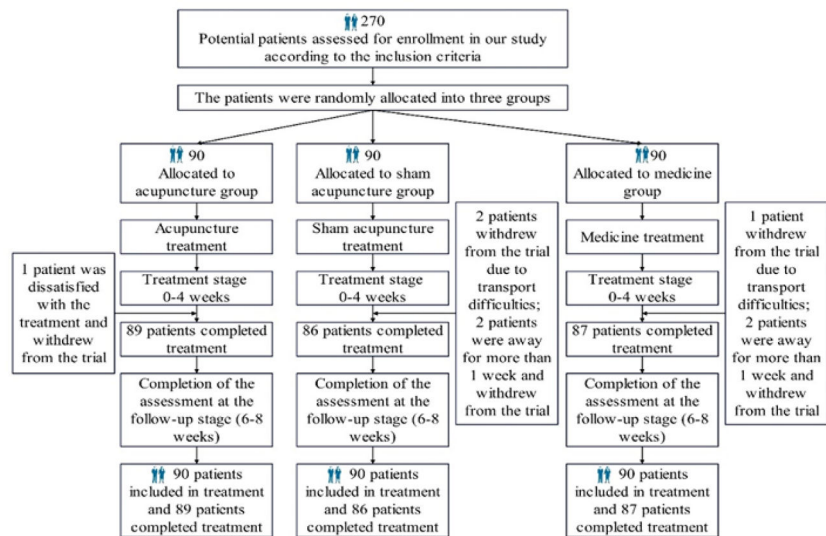 270
Potential patients assessed for enrollment in our study
according to the inclusion criteria
The patients were randomly allocated into three groups
90
Allocated to
acupuncture group
90
Allocated to sham
acupuncture group
90
Allocated to medicine
group
Acupuncture
treatment
Sham acupuncture
treatment
2 patients
withdrew
from the trial
due to
transport
difficulties;
2 patients
were away
for more than
1 week and
withdrew
from the trial
Medicine treatment
1 patient
withdrew
from the trial
due to
transport
difficulties;
2 patients
were away
for more than
1 week and
withdrew
from the trial
1 patient was
dissatisfied
with the
treatment and
withdrew
from the trial
Treatment stage
0-4 weeks
Treatment stage
0-4 weeks
Treatment stage
0-4 weeks
89 patients completed
treatment
86 patients completed
treatment
87 patients completed
treatment
Completion of the
assessment at the
follow-up stage (6-8
weeks)
Completion of the
assessment at the
follow-up stage (6-8
weeks)
Completion of the
assessment at the
follow-up stage (6-8
weeks)
90 patients
included in treatment
and 89 patients
completed treatment
90 patients
included in treatment
and 86 patients
completed treatment
90 patients
included in treatment
and 87 patients
completed treatment